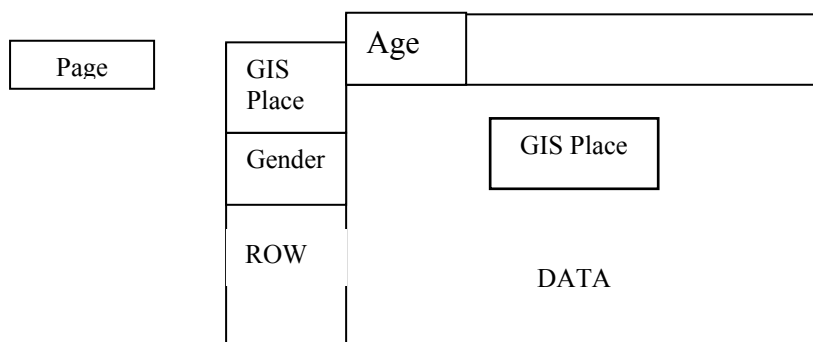 Age
Page
GIS
Place
GIS Place
Gender
ROW
DATA